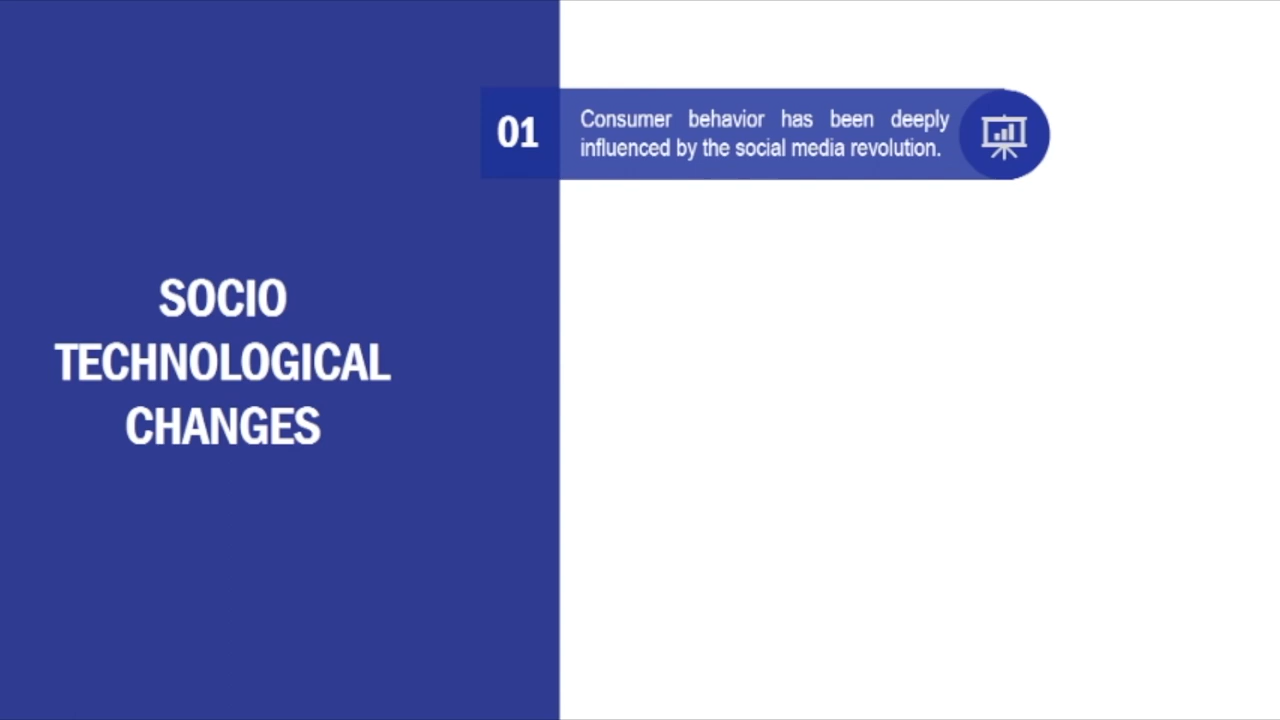 SOCIO
TECHNOLOGICAL
CHANGES
01
Consumer behavior has been deeply
influenced by the social media revolution.